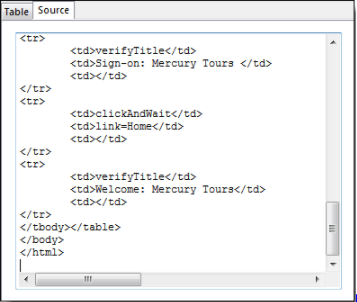 Table Source
<tr>
<td>verifyTitle</td>
<td>Sign-on: Mercury Tours </td>
<td></td>
</tr>
<tr>
<td>clickAndWait</td>
<td>link=Home</td>
<td></td>
</tr>
<tr>
<td>verifyTitle</td>
<td>Welcome: Mercury Tours</td>
<td></td>
</tr>
</tbody></table>
</body>
</html>